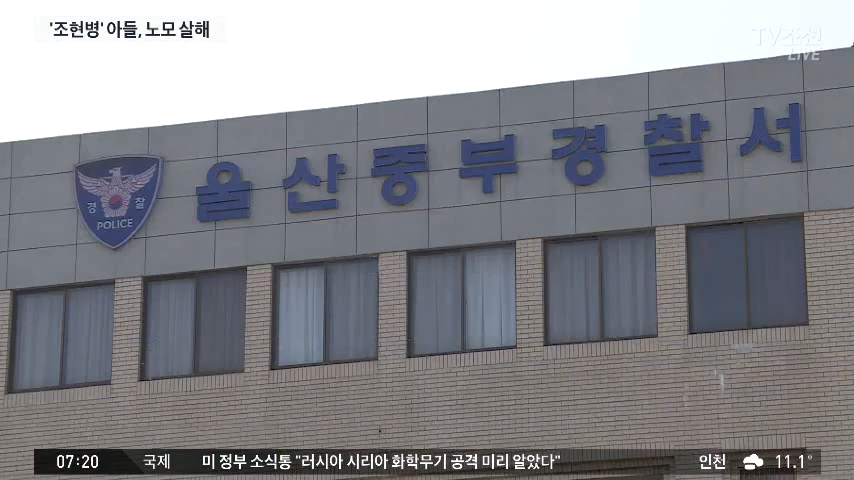 '조현병' 아들, 노모 살해
TV조선
LIVE
울산중부경찰서
경찰
POLICE
07:20 국제 미 정부 소식통 "러시아 시리아 화학무기 공격 미리 알았다" 인천 11.1°